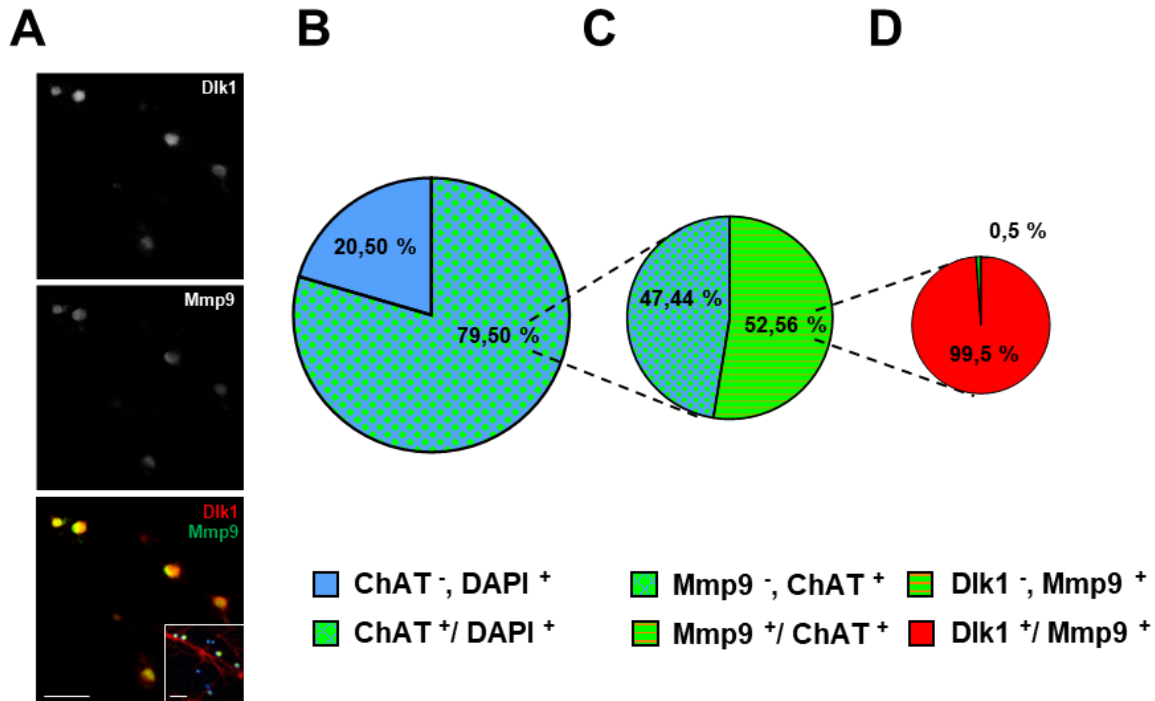 A
B
C
D
Dlk1
Mmp9
Dlk1
Mmp9
20,50 %
79,50 %
47,44 %
52,56 %
0,5 %
99,5 %
ChAT ⁻, DAPI ⁺
ChAT ⁺/ DAPI ⁺
Mmp9 ⁻, ChAT ⁺
Mmp9 ⁺/ ChAT ⁺
Dlk1 ⁻, Mmp9 ⁺
Dlk1 ⁺/ Mmp9 ⁺